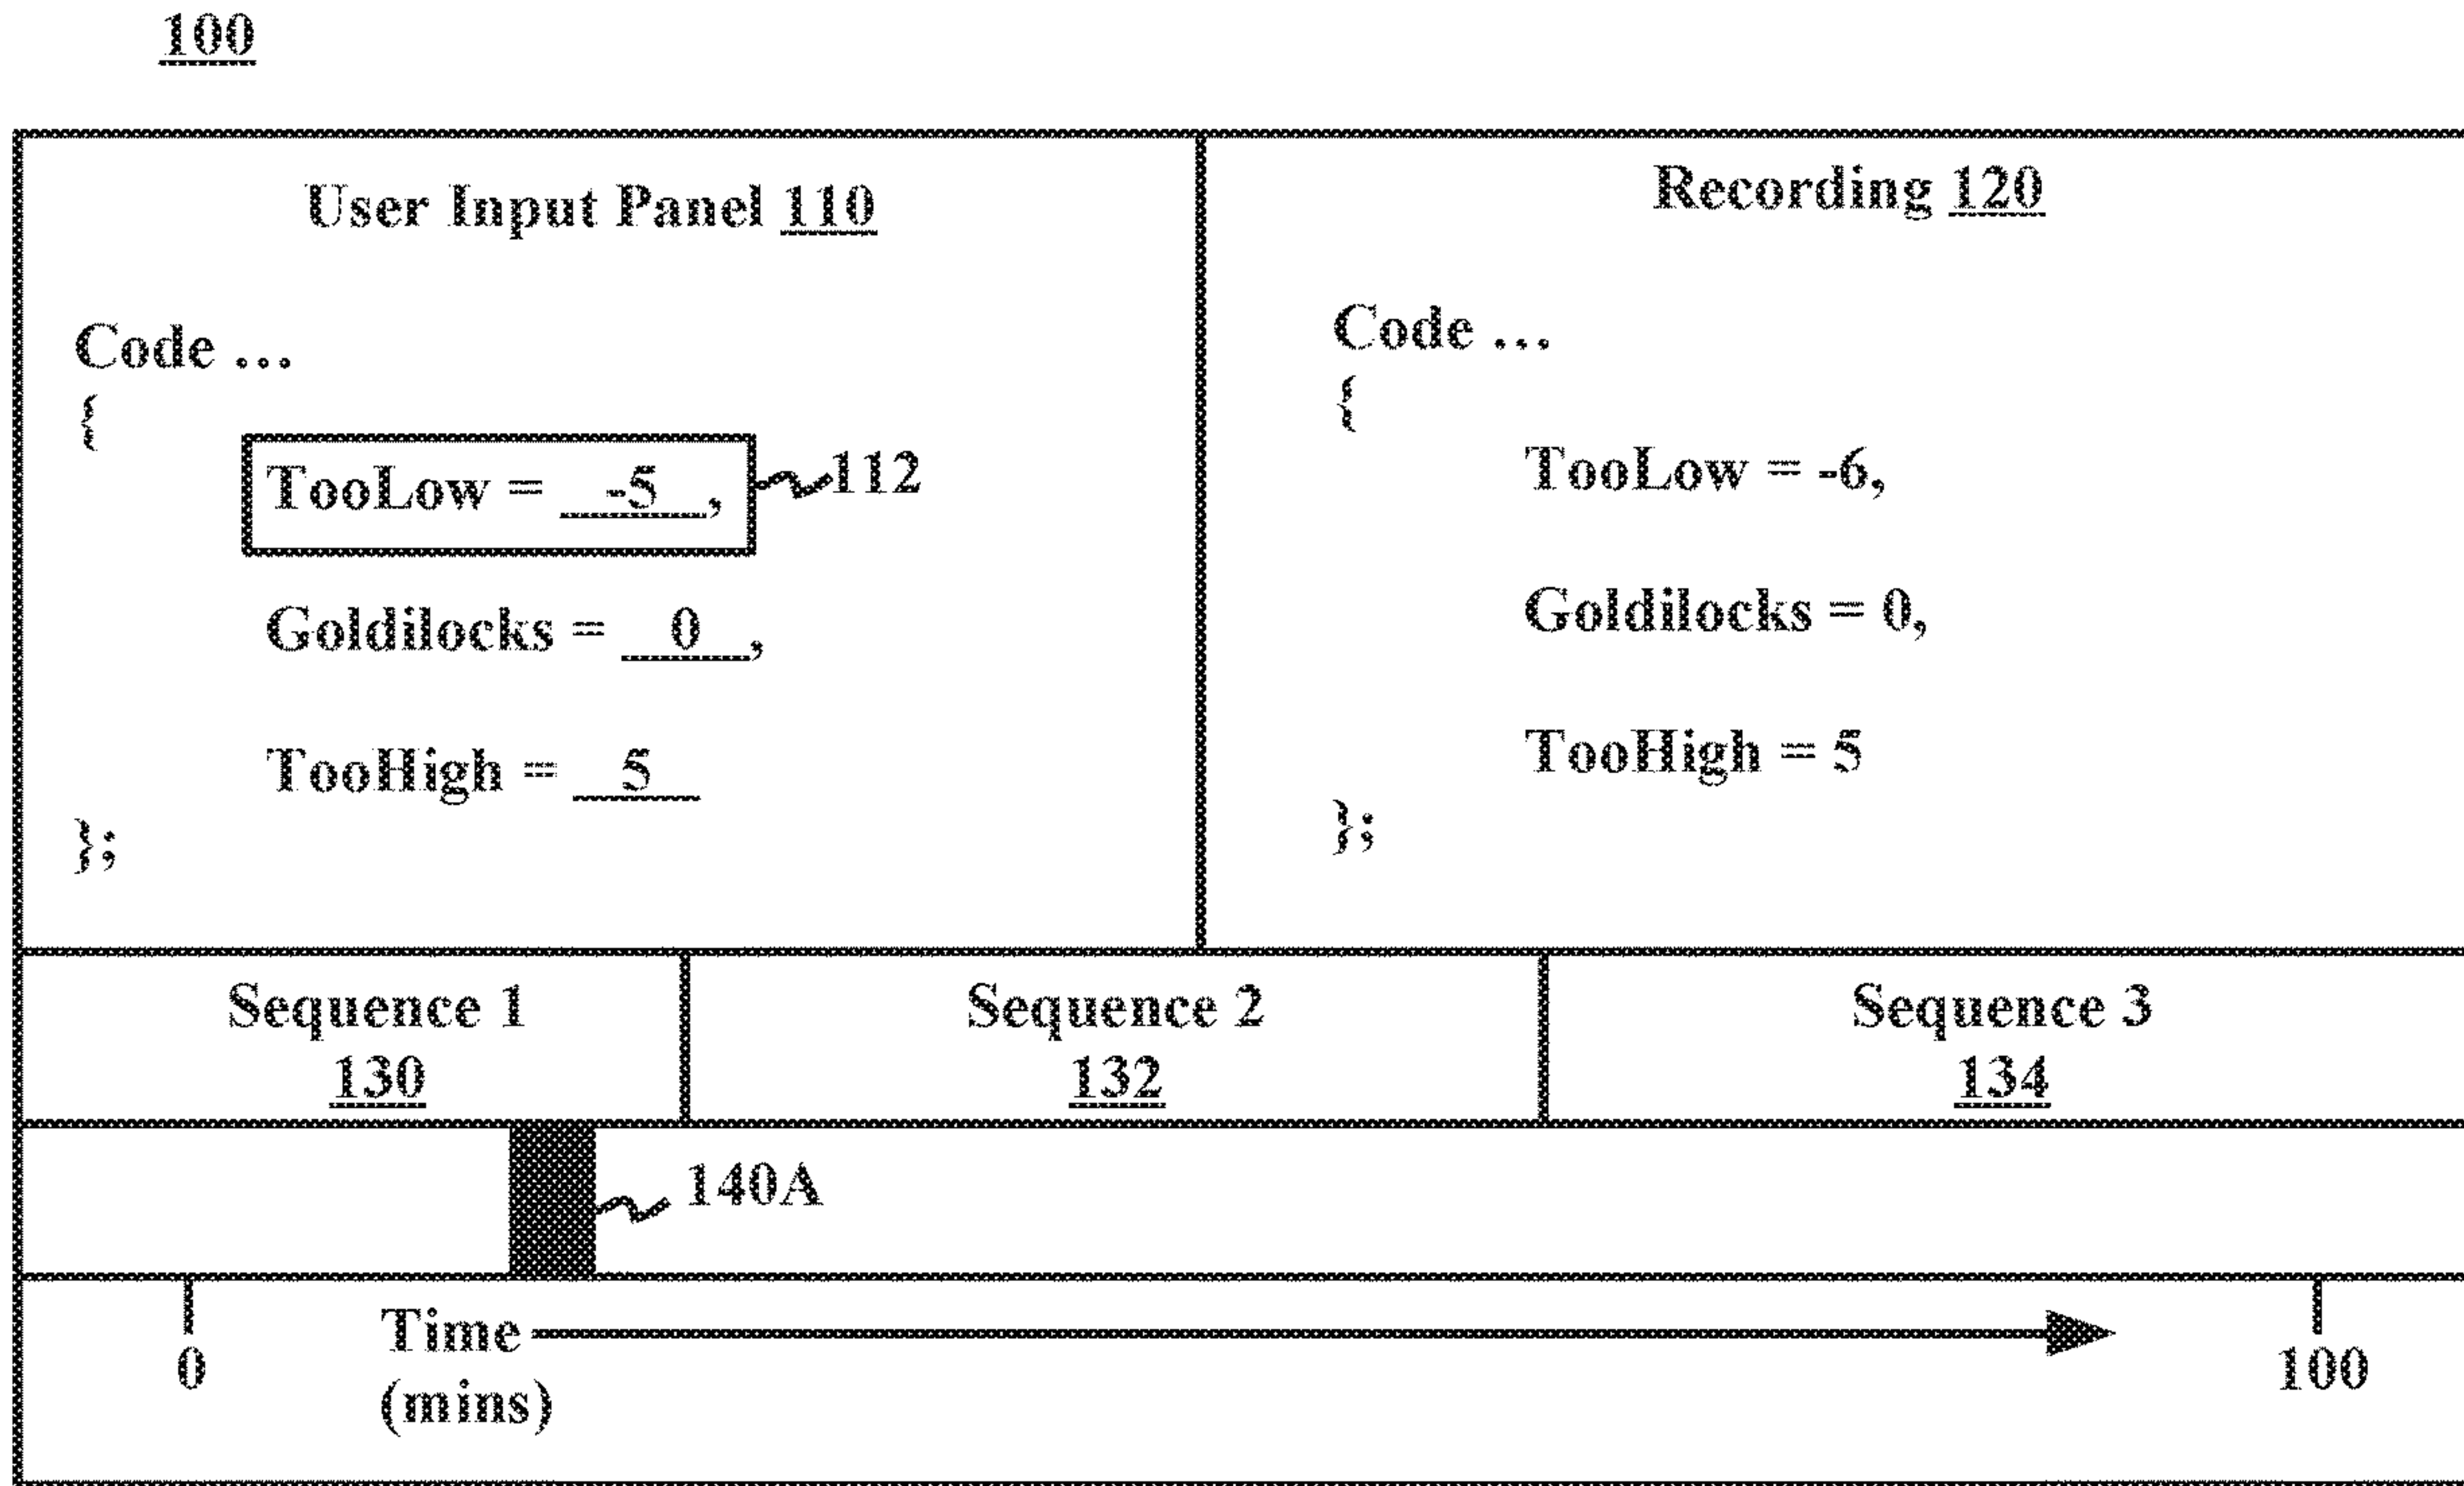 100
User Input Panel 110
Code ...
{
TooLow = -5 ,
112
Goldilocks = 0 ,
TooHigh = 5
};
Recording 120
Code ...
{
TooLow = -6,
Goldilocks = 0,
TooHigh = 5
};
Sequence 1
130
Sequence 2
132
Sequence 3
134
140A
0
Time
(mins)
100